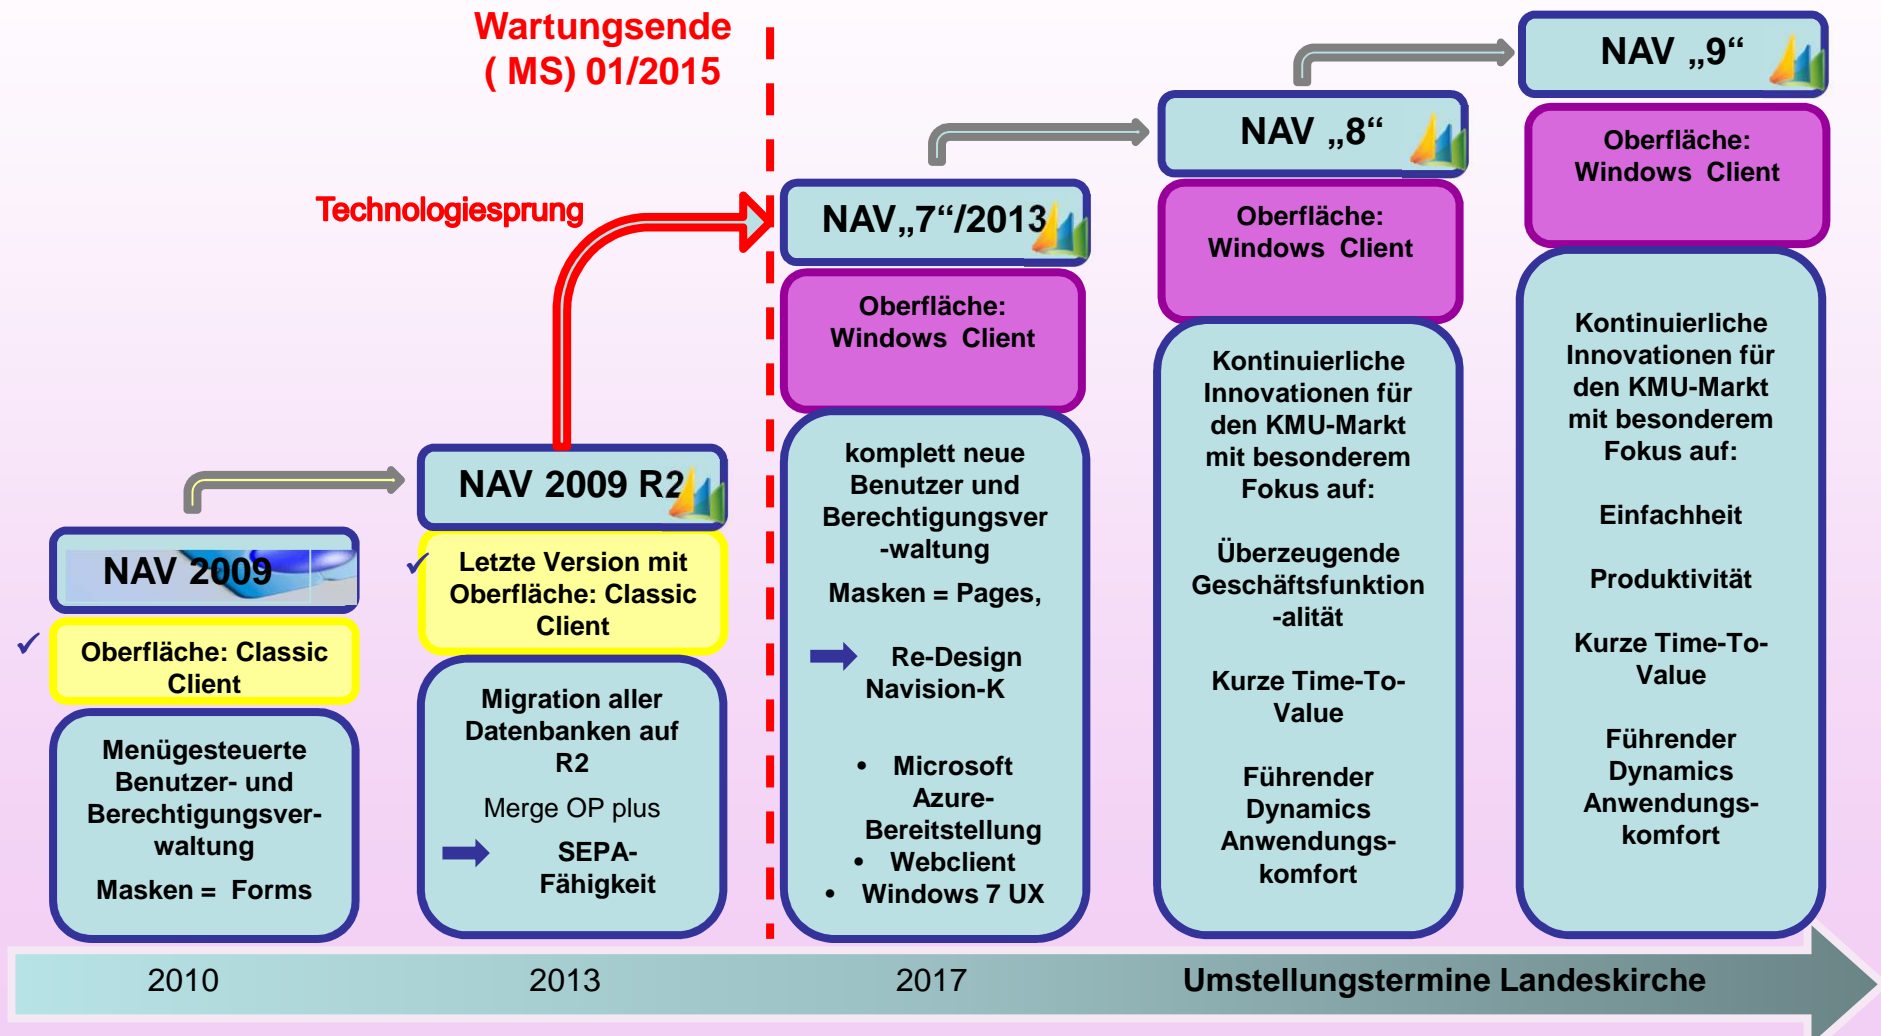 Wartungsende
( MS) 01/2015
Technologiesprung
NAV 2009
Oberfläche: Classic
Client
Menügesteuerte
Benutzer- und
Berechtigungsver-
waltung
Masken =  Forms
NAV 2009 R2
Letzte Version mit
Oberfläche: Classic
Client
Migration aller
Datenbanken auf
R2
Merge OP plus
SEPA-
Fähigkeit
NAV„7“/2013
Oberfläche:
Windows  Client
komplett neue
Benutzer und
Berechtigungsver
-waltung
Masken = Pages,
Re-Design
Navision-K
• Microsoft
Azure-
Bereitstellung
• Webclient
• Windows 7 UX
NAV „8“
Oberfläche:
Windows  Client
Kontinuierliche
Innovationen für
den KMU-Markt
mit besonderem
Fokus auf:
Überzeugende
Geschäftsfunktion
-alität
Kurze Time-To-
Value
Führender
Dynamics
Anwendungs-
komfort
NAV „9“
Oberfläche:
Windows  Client
Kontinuierliche
Innovationen für
den KMU-Markt
mit besonderem
Fokus auf:
Einfachheit
Produktivität
Kurze Time-To-
Value
Führender
Dynamics
Anwendungs-
komfort
2010
2013
2017
Umstellungstermine Landeskirche